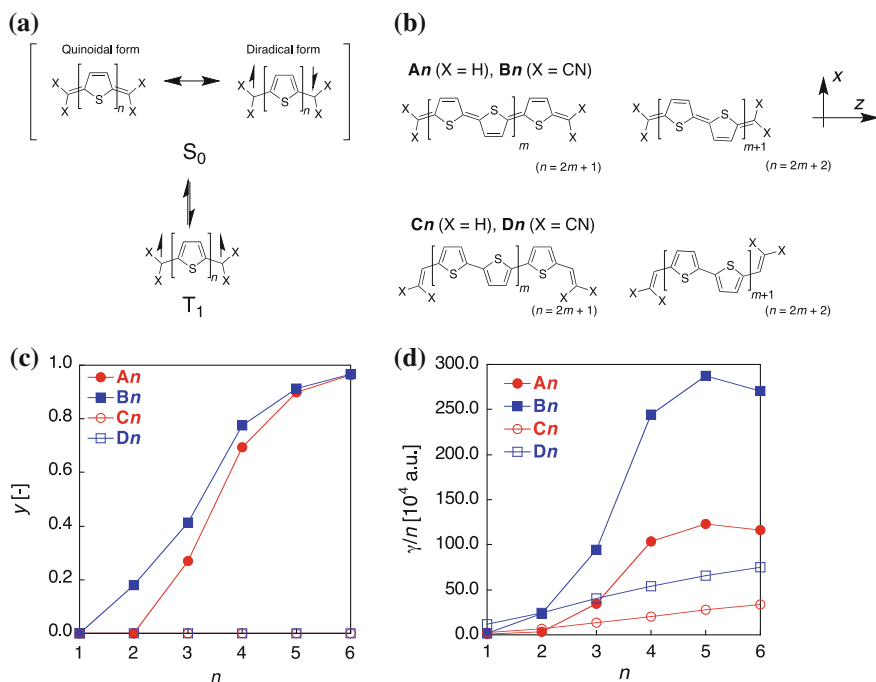 (a)
Quinoidal form
Diradical form
X X X X S n
X X X X S n
S0
X X X X S n
T1
(b)
An (X = H), Bn (X = CN)
X X S S S m X X
(n = 2m + 1)
X X S S m+1 X X
(n = 2m + 2)
x
z
Cn (X = H), Dn (X = CN)
X X S S S m X X
(n = 2m + 1)
X X S S m+1 X X
(n = 2m + 2)
(c)
1.0
0.8
0.6
0.4
0.2
0.0
y [-]
An
Bn
Cn
Dn
1 2 3 4 5 6
n
(d)
300.0
250.0
200.0
150.0
100.0
50.0
0.0
γ/n [10⁴ a.u.]
An
Bn
Cn
Dn
1 2 3 4 5 6
n